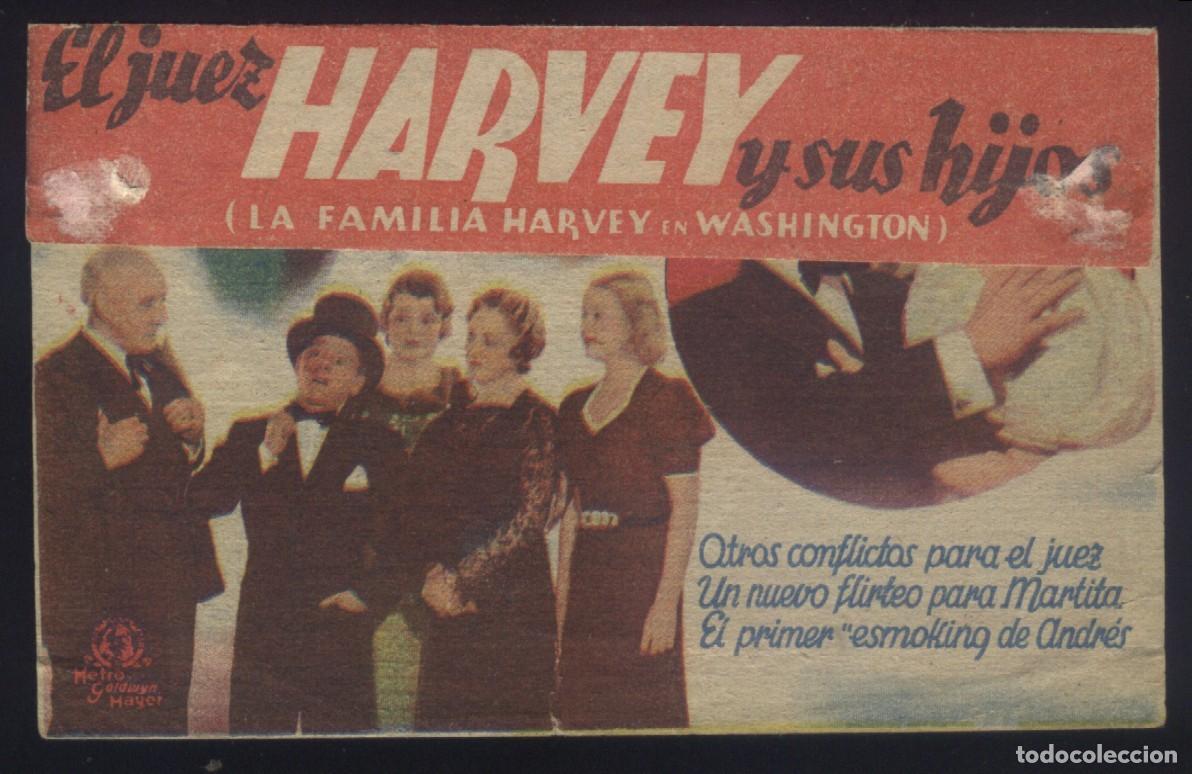 El juez HARVEY y sus hijos
(LA FAMILIA HARVEY EN WASHINGTON)
Otros conflictos para el juez
Un nuevo flirteo para Martita.
El primer "esmoking de Andrés
Metro
Goldwyn
Mayer
todocoleccion